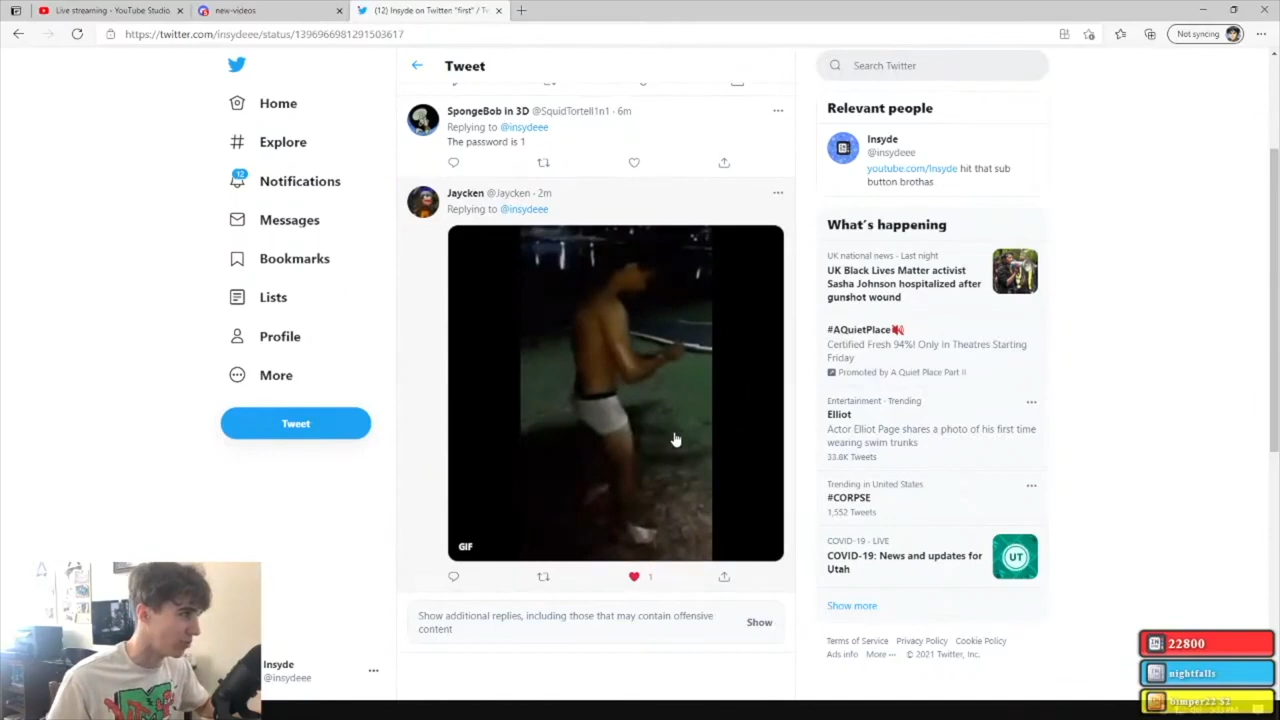 Live streaming - YouTube Studio
new-videos
(12) Insyde on Twitter: "first" / Tw
https://twitter.com/insydeee/status/1396966981291503617
Not syncing
Tweet
Search Twitter
Home
Explore
12
Notifications
Messages
Bookmarks
Lists
Profile
More
Tweet
SpongeBob in 3D @SquidTortell1n1 · 6m
Replying to @insydeee
The password is 1
Jaycken @Jaycken · 2m
Replying to @insydeee
GIF
1
Show additional replies, including those that may contain offensive
content
Show
Relevant people
Insyde
@insydeee
youtube.com/Insyde hit that sub
button brothas
What's happening
UK national news · Last night
UK Black Lives Matter activist
Sasha Johnson hospitalized after
gunshot wound
#AQuietPlace
Certified Fresh 94%! Only in Theatres Starting
Friday
Promoted by A Quiet Place Part II
Entertainment · Trending
Elliot
Actor Elliot Page shares a photo of his first time
wearing swim trunks
33.8K Tweets
Trending in United States
#CORPSE
1,552 Tweets
COVID-19 · LIVE
COVID-19: News and updates for
Utah
UT
Show more
Terms of Service Privacy Policy Cookie Policy
Ads info More ··· © 2021 Twitter, Inc.
Insyde
@insydeee
22800
nightfalls
bimper22 $2